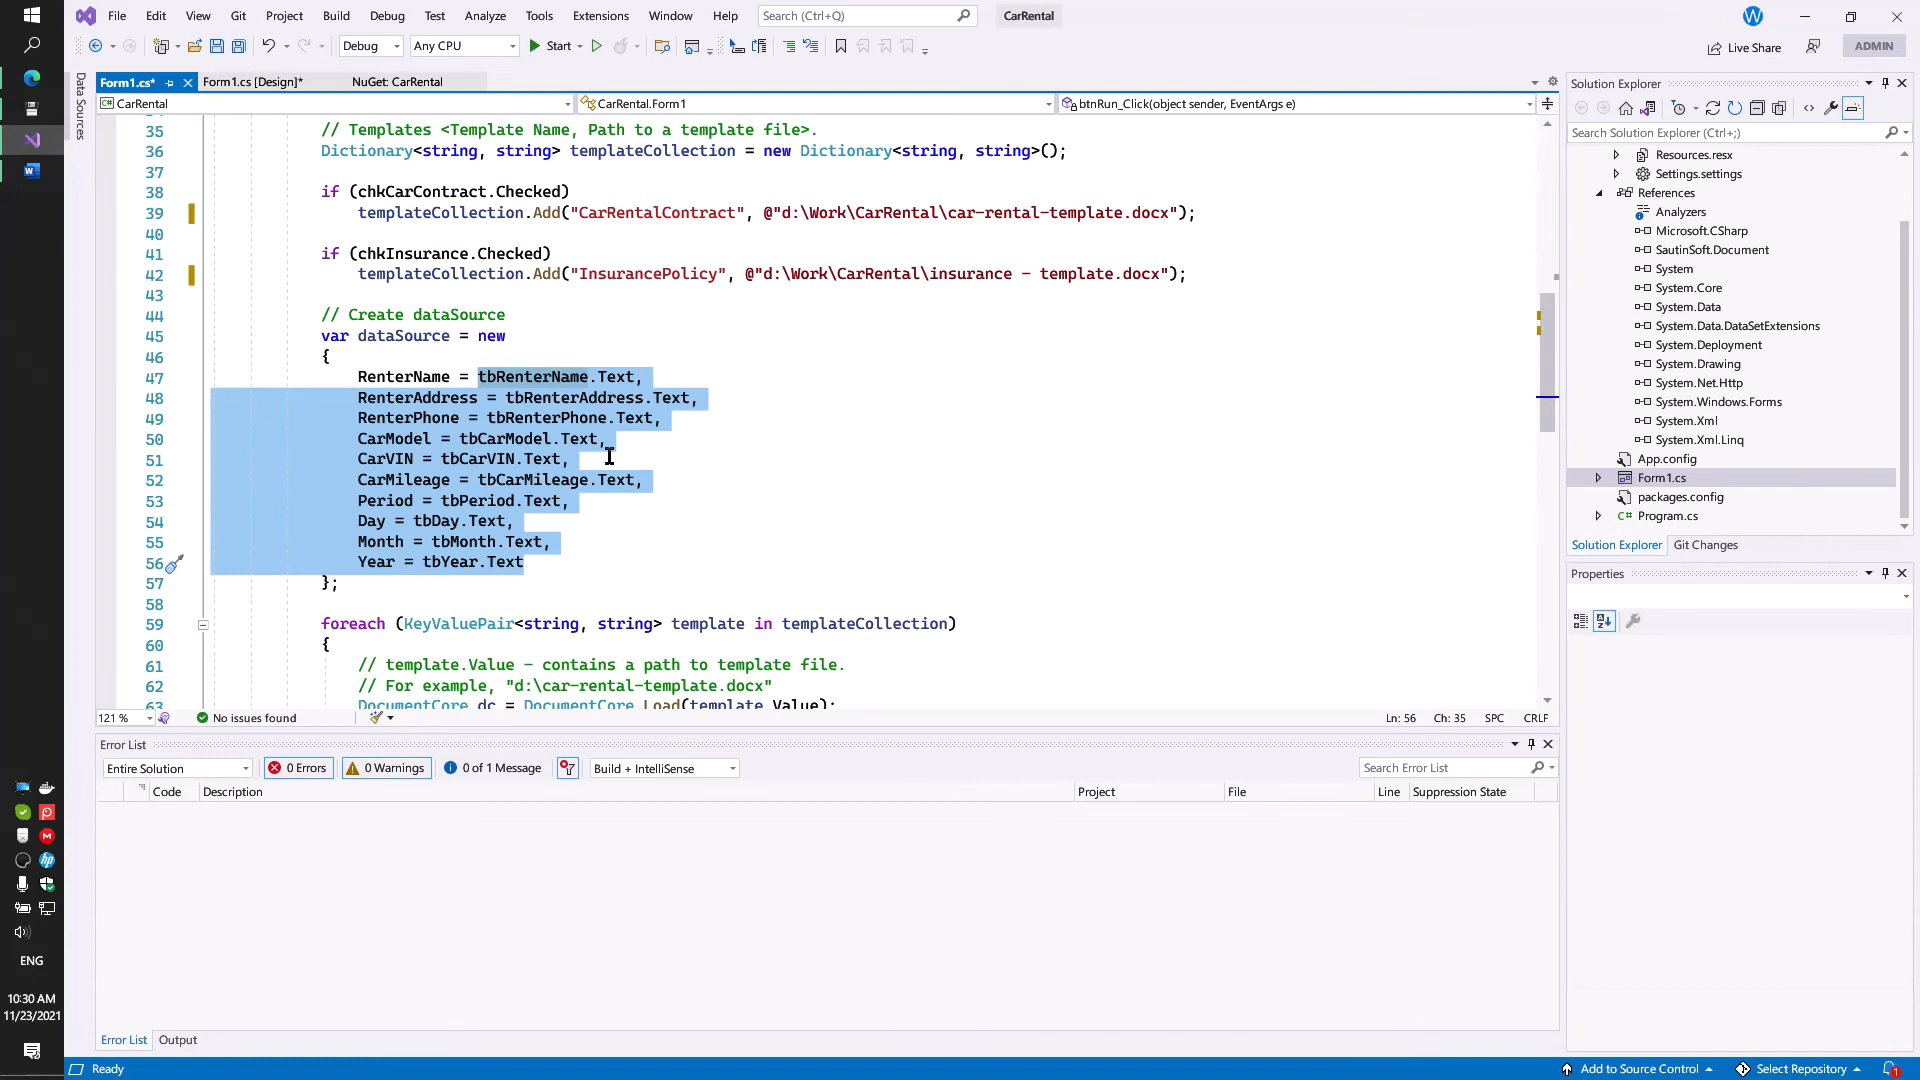 File Edit View Git Project Build Debug Test Analyze Tools Extensions Window Help Search (Ctrl+Q) CarRental W
Debug Any CPU Start Live Share ADMIN
Form1.cs* Form1.cs [Design]* NuGet: CarRental
Data Sources
CarRental CarRental.Form1 btnRun_Click(object sender, EventArgs e)
35 // Templates <Template Name, Path to a template file>.
36 Dictionary<string, string> templateCollection = new Dictionary<string, string>();
37
38 if (chkCarContract.Checked)
39 templateCollection.Add("CarRentalContract", @"d:\Work\CarRental\car-rental-template.docx");
40
41 if (chkInsurance.Checked)
42 templateCollection.Add("InsurancePolicy", @"d:\Work\CarRental\insurance - template.docx");
43
44 // Create dataSource
45 var dataSource = new
46 {
47 RenterName = tbRenterName.Text,
48 RenterAddress = tbRenterAddress.Text,
49 RenterPhone = tbRenterPhone.Text,
50 CarModel = tbCarModel.Text,
51 CarVIN = tbCarVIN.Text,
52 CarMileage = tbCarMileage.Text,
53 Period = tbPeriod.Text,
54 Day = tbDay.Text,
55 Month = tbMonth.Text,
56 Year = tbYear.Text
57 };
58
59 foreach (KeyValuePair<string, string> template in templateCollection)
60 {
61 // template.Value - contains a path to template file.
62 // For example, "d:\car-rental-template.docx"
63 DocumentCore dc = DocumentCore.Load(template.Value);
121 % No issues found Ln: 56 Ch: 35 SPC CRLF
Error List
Entire Solution 0 Errors 0 Warnings 0 of 1 Message Build + IntelliSense Search Error List
Code Description Project File Line Suppression State
Error List Output
Solution Explorer
Search Solution Explorer (Ctrl+;)
Resources.resx
Settings.settings
References
Analyzers
Microsoft.CSharp
SautinSoft.Document
System
System.Core
System.Data
System.Data.DataSetExtensions
System.Deployment
System.Drawing
System.Net.Http
System.Windows.Forms
System.Xml
System.Xml.Linq
App.config
Form1.cs
packages.config
C# Program.cs
Solution Explorer Git Changes
Properties
ENG
10:30 AM
11/23/2021
Ready Add to Source Control Select Repository 1